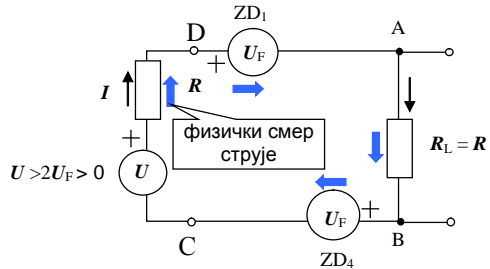 ZD₁
D
+
U_F
A
I
R
физички смер
струје
R_L = R
+
U >2U_F > 0
U
C
U_F
+
B
ZD₄